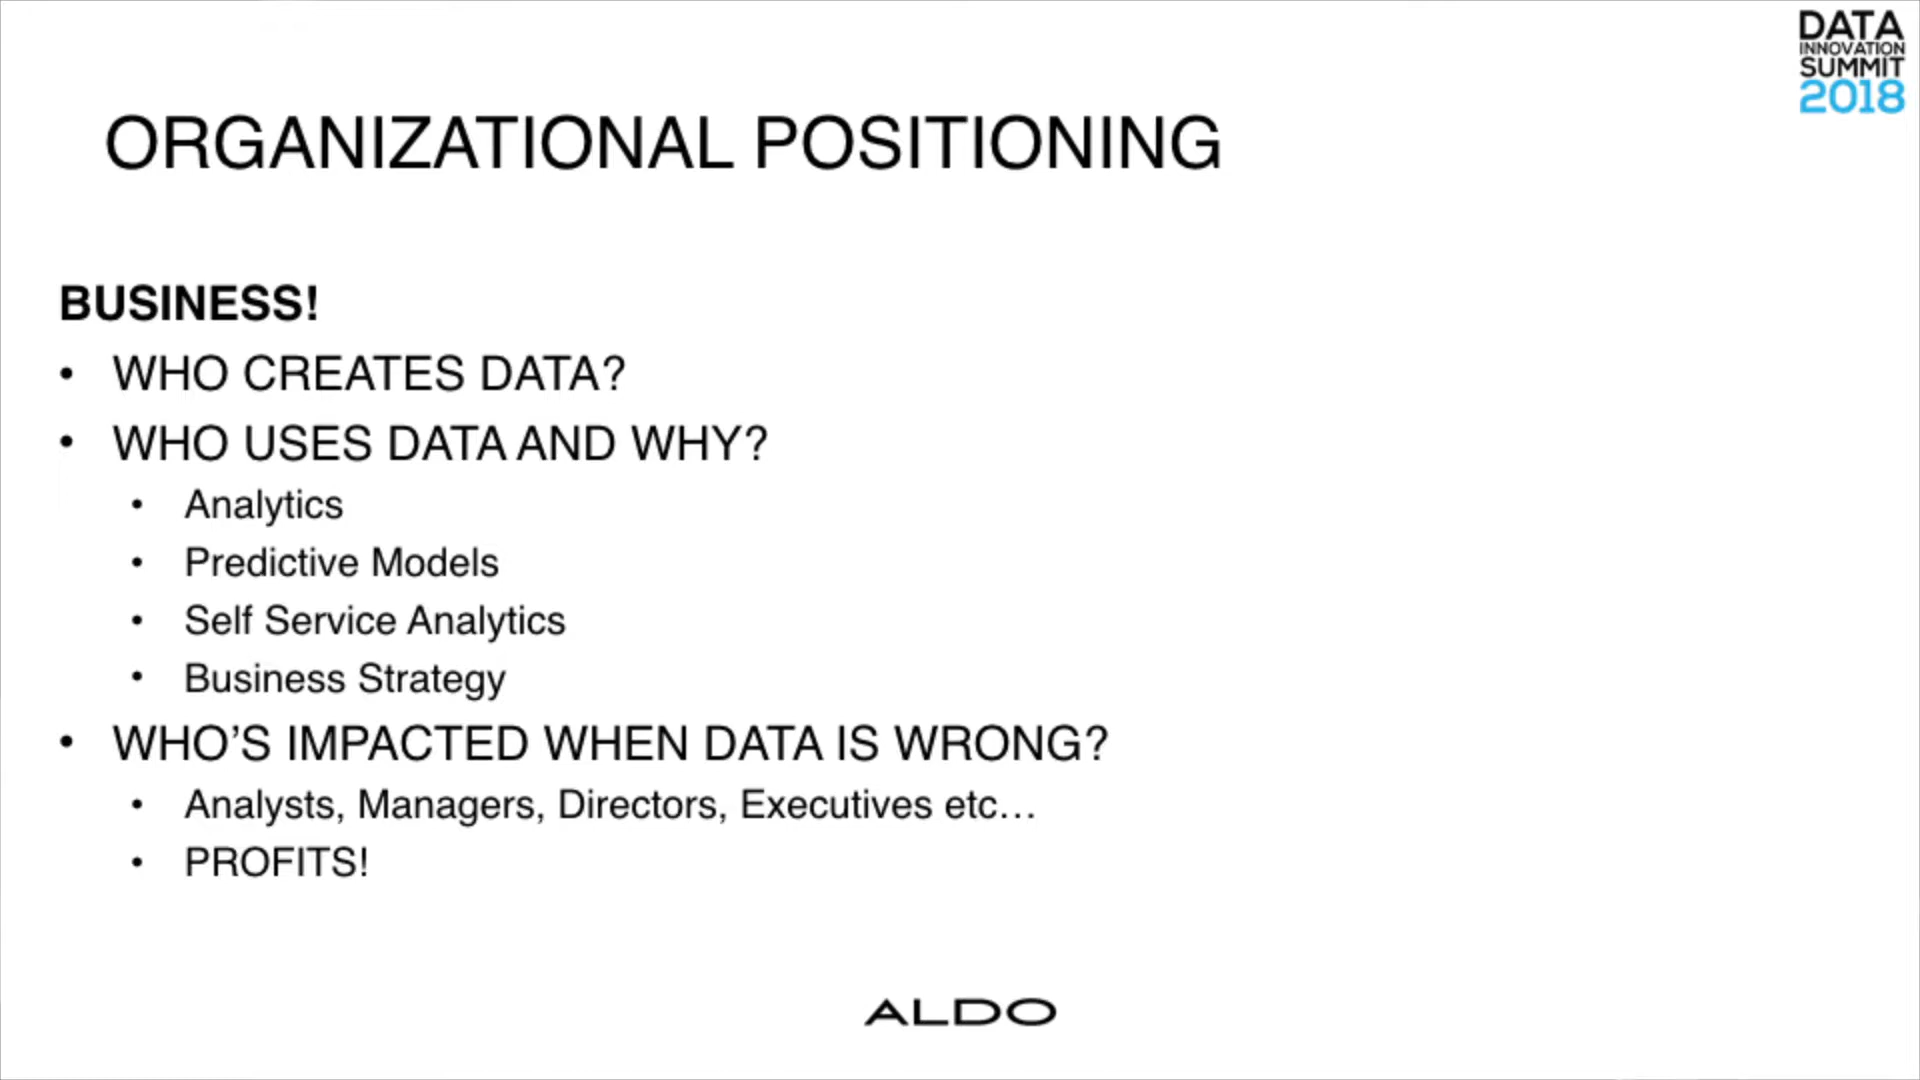 DATA
INNOVATION
SUMMIT
2018
ORGANIZATIONAL POSITIONING
BUSINESS!
• WHO CREATES DATA?
• WHO USES DATA AND WHY?
• Analytics
• Predictive Models
• Self Service Analytics
• Business Strategy
• WHO’S IMPACTED WHEN DATA IS WRONG?
• Analysts, Managers, Directors, Executives etc…
• PROFITS!
ALDO